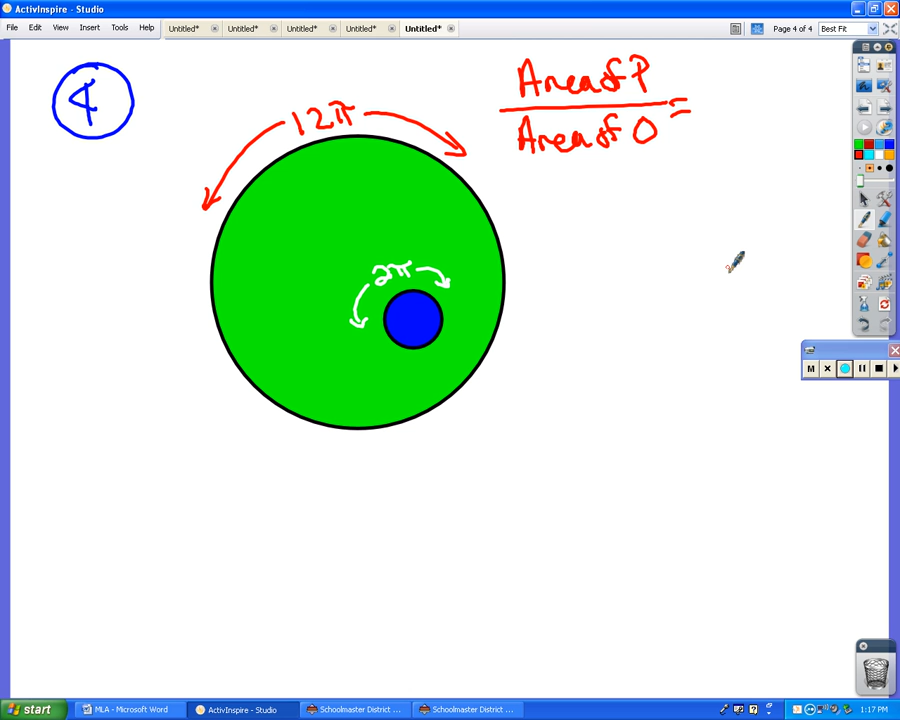 ActivInspire - Studio
File Edit View Insert Tools Help Untitled* Untitled* Untitled* Untitled* Untitled* Page 4 of 4 Best Fit
4
12π
Area of P
Area of O
=
2π
M
start MLA - Microsoft Word ActivInspire - Studio Schoolmaster District ... Schoolmaster District ... 1:17 PM